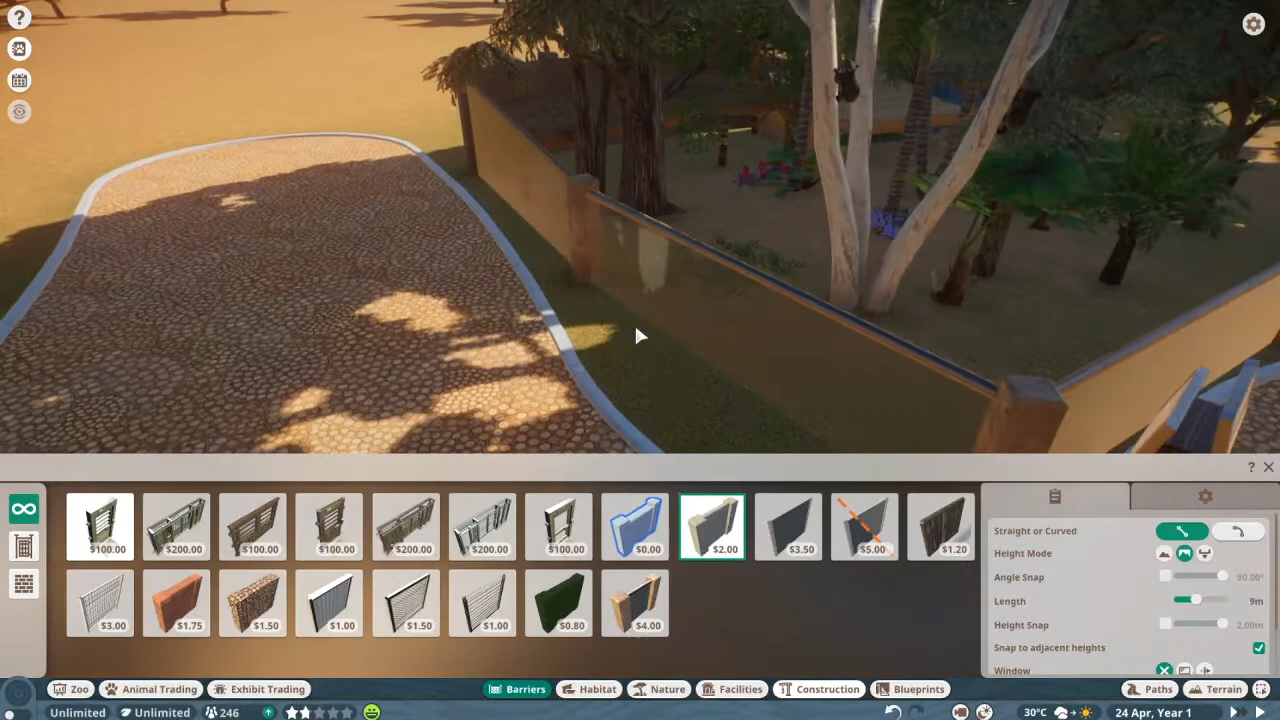 ?
? ✕
$100.00 $200.00 $100.00 $100.00 $200.00 $200.00 $100.00 $0.00 $2.00 $3.50 $5.00 $1.20
$3.00 $1.75 $1.50 $1.00 $1.50 $1.00 $0.80 $4.00
Straight or Curved
Height Mode
Angle Snap 90.00°
Length 9m
Height Snap 2.00m
Snap to adjacent heights
Window
Zoo Animal Trading Exhibit Trading Barriers Habitat Nature Facilities Construction Blueprints Paths Terrain
Unlimited Unlimited 246 30°C 24 Apr, Year 1